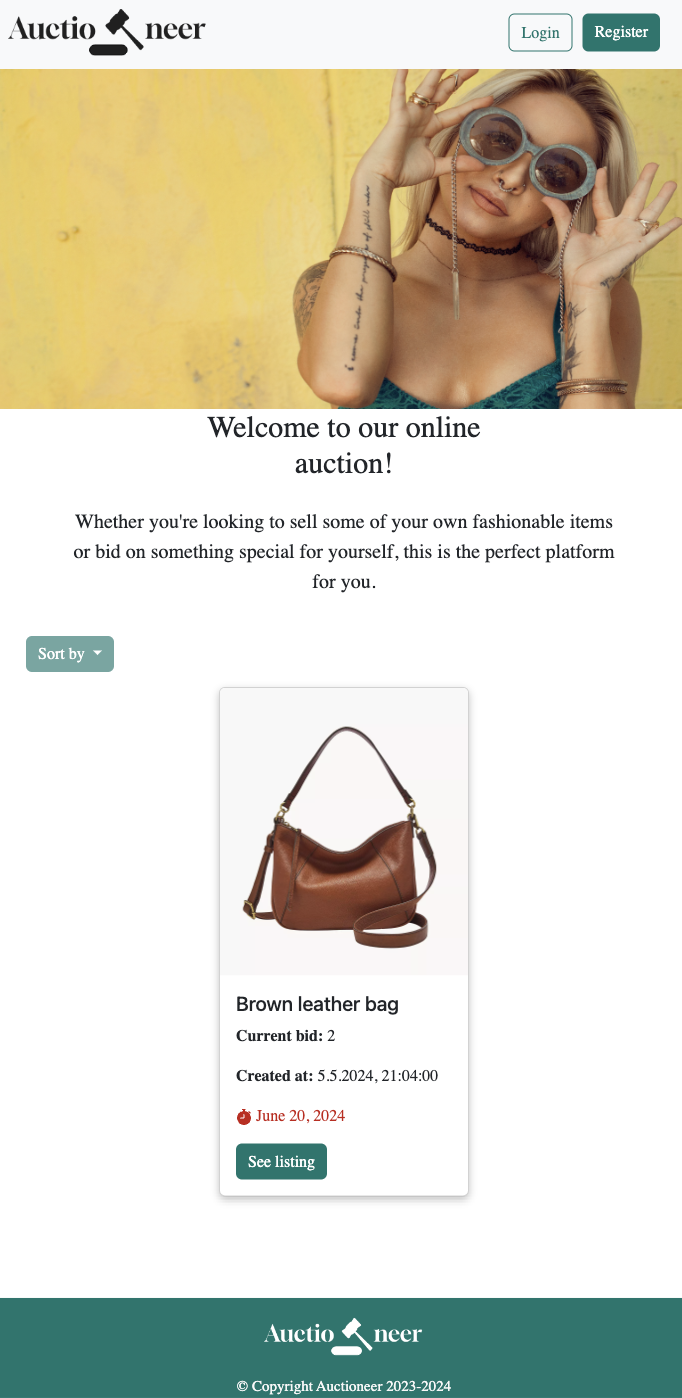 Auctio neer
Login
Register
Welcome to our online
auction!
Whether you're looking to sell some of your own fashionable items
or bid on something special for yourself, this is the perfect platform
for you.
Sort by
Brown leather bag
Current bid: 2
Created at: 5.5.2024, 21:04:00
June 20, 2024
See listing
Auctio neer
© Copyright Auctioneer 2023-2024